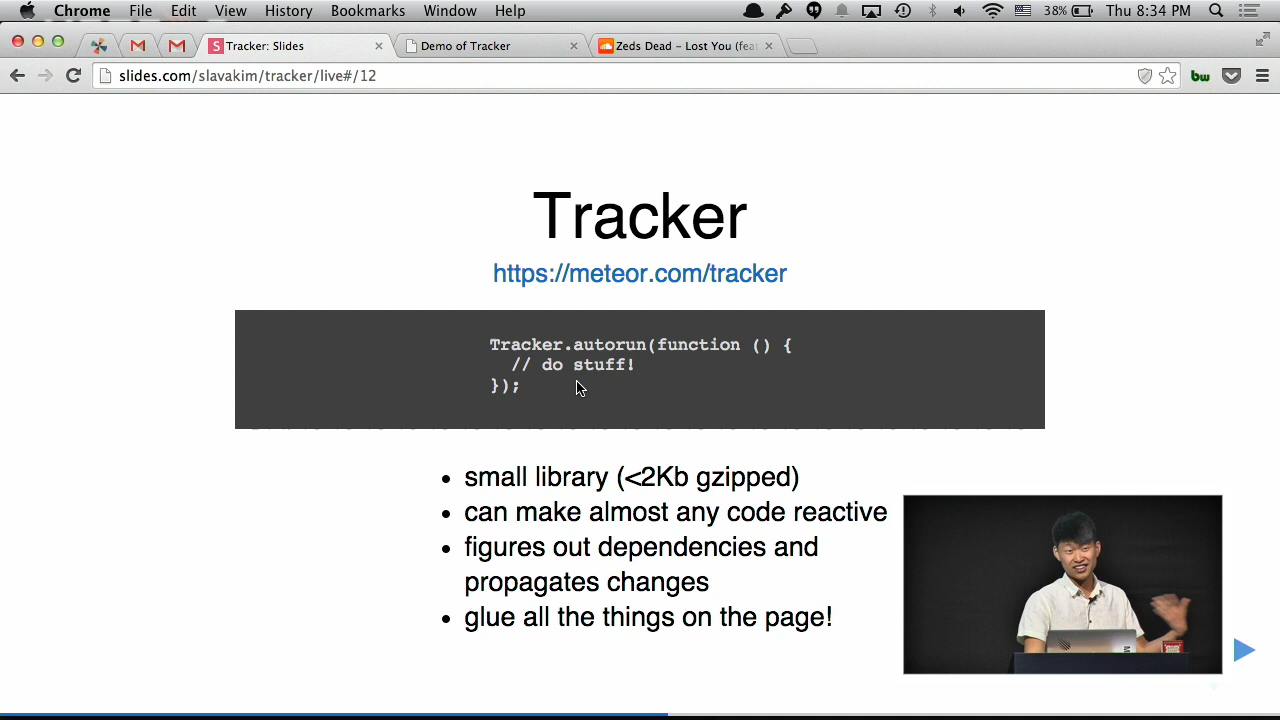 Chrome File Edit View History Bookmarks Window Help 38% Thu 8:34 PM
Tracker: Slides Demo of Tracker Zeds Dead – Lost You (fea
slides.com/slavakim/tracker/live#/12 bw
Tracker
https://meteor.com/tracker
Tracker.autorun(function () {
// do stuff!
});
• small library (<2Kb gzipped)
• can make almost any code reactive
• figures out dependencies and
propagates changes
• glue all the things on the page!